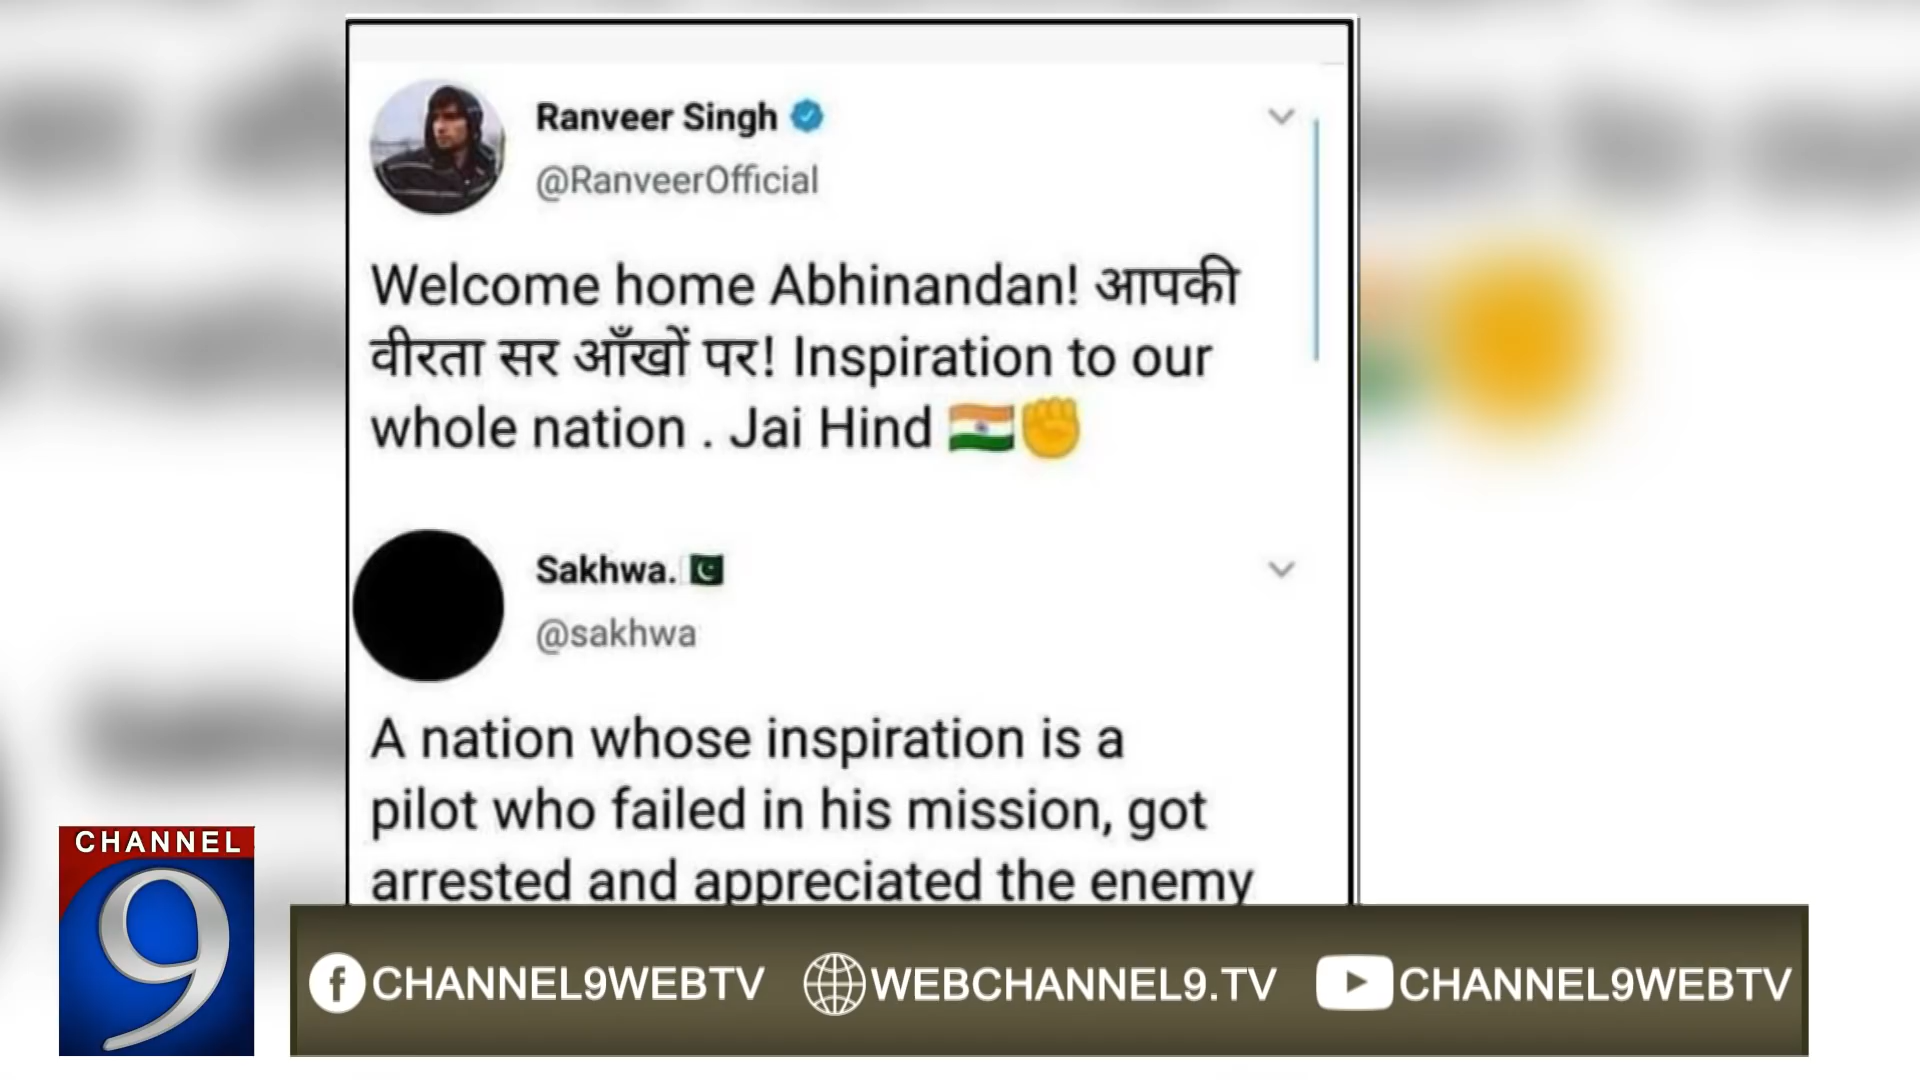 Ranveer Singh
@RanveerOfficial
Welcome home Abhinandan! आपकी
वीरता सर आँखों पर! Inspiration to our
whole nation . Jai Hind 🇮🇳✊
Sakhwa. 🇵🇰
@sakhwa
A nation whose inspiration is a
pilot who failed in his mission, got
arrested and appreciated the enemy
CHANNEL
9
CHANNEL9WEBTV WEBCHANNEL9.TV CHANNEL9WEBTV